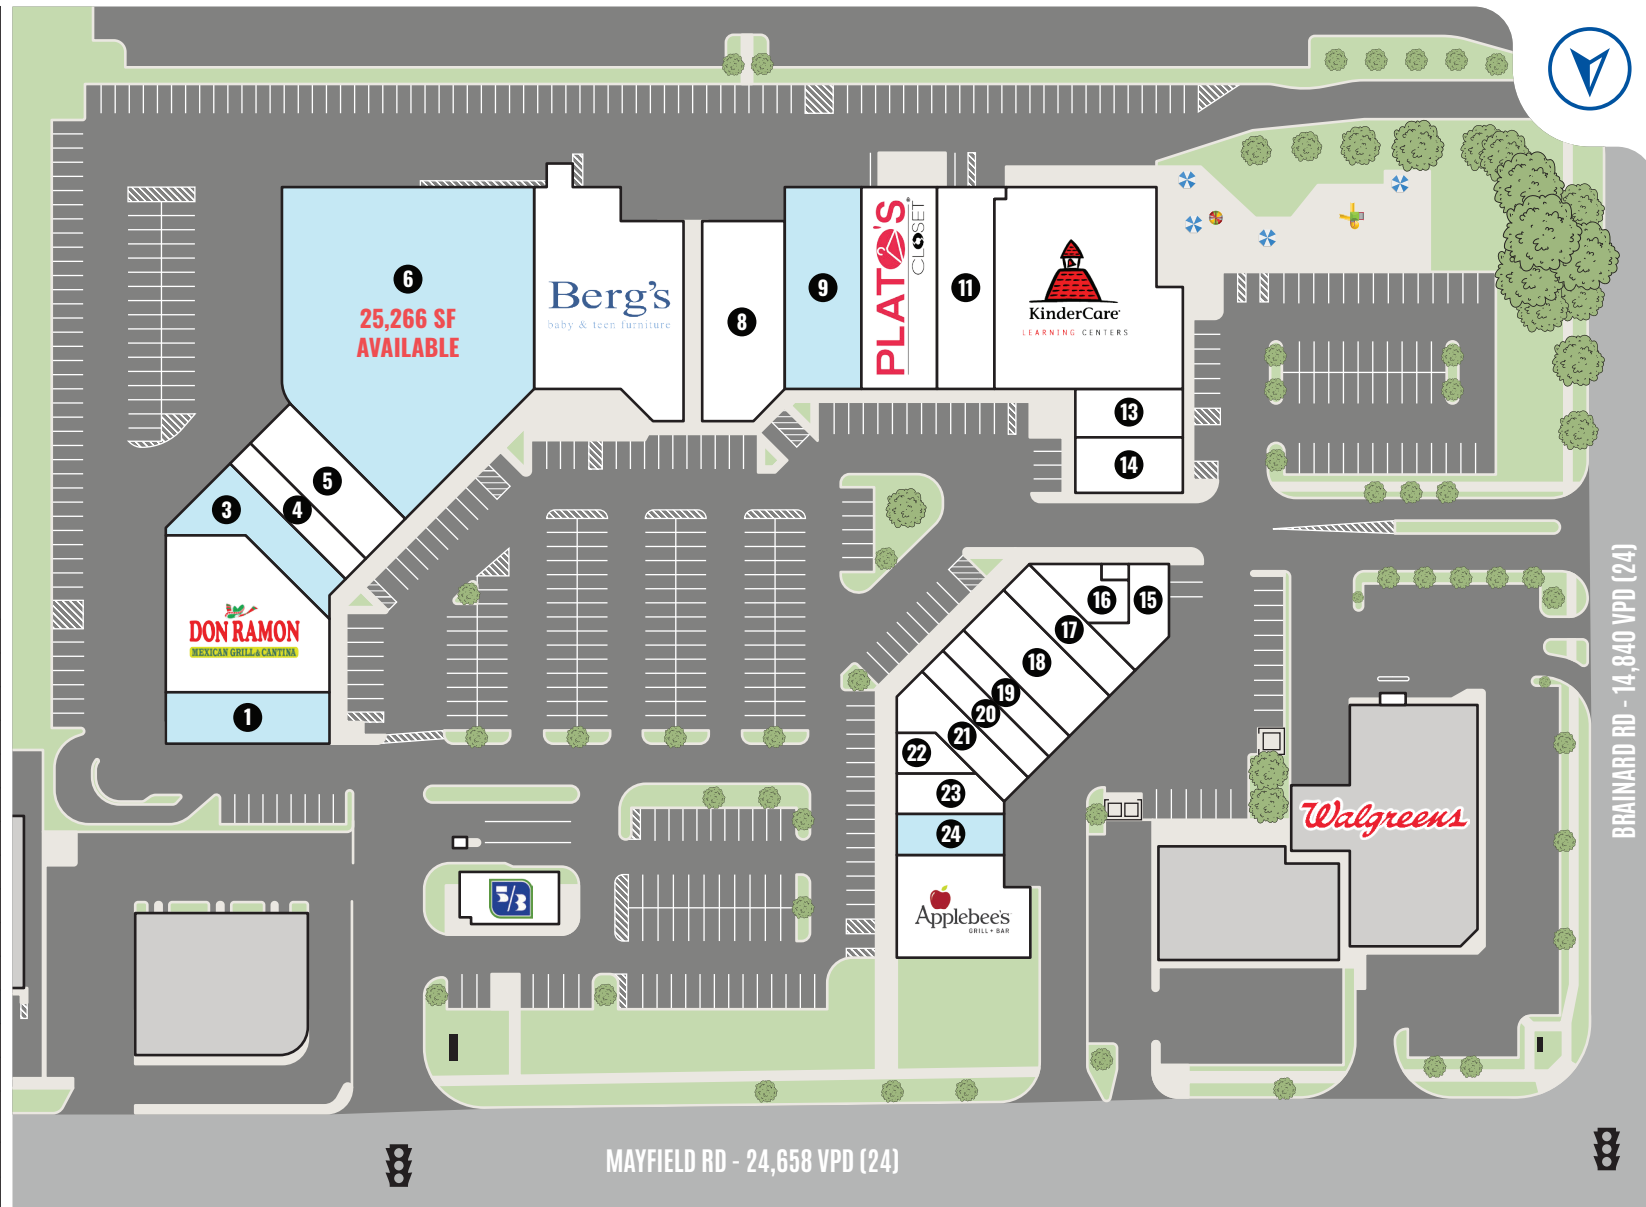 6
25,266 SF
AVAILABLE
Berg's
baby & teen furniture
8
9
PLATO'S
CLOSET
11
KinderCare
LEARNING CENTERS
13
14
5
4
3
DON RAMON
MEXICAN GRILL & CANTINA
1
16
15
17
18
19
20
21
22
23
24
Applebee's
GRILL + BAR
5/3
Walgreens
BRAINARD RD - 14,840 VPD (24)
MAYFIELD RD - 24,658 VPD (24)